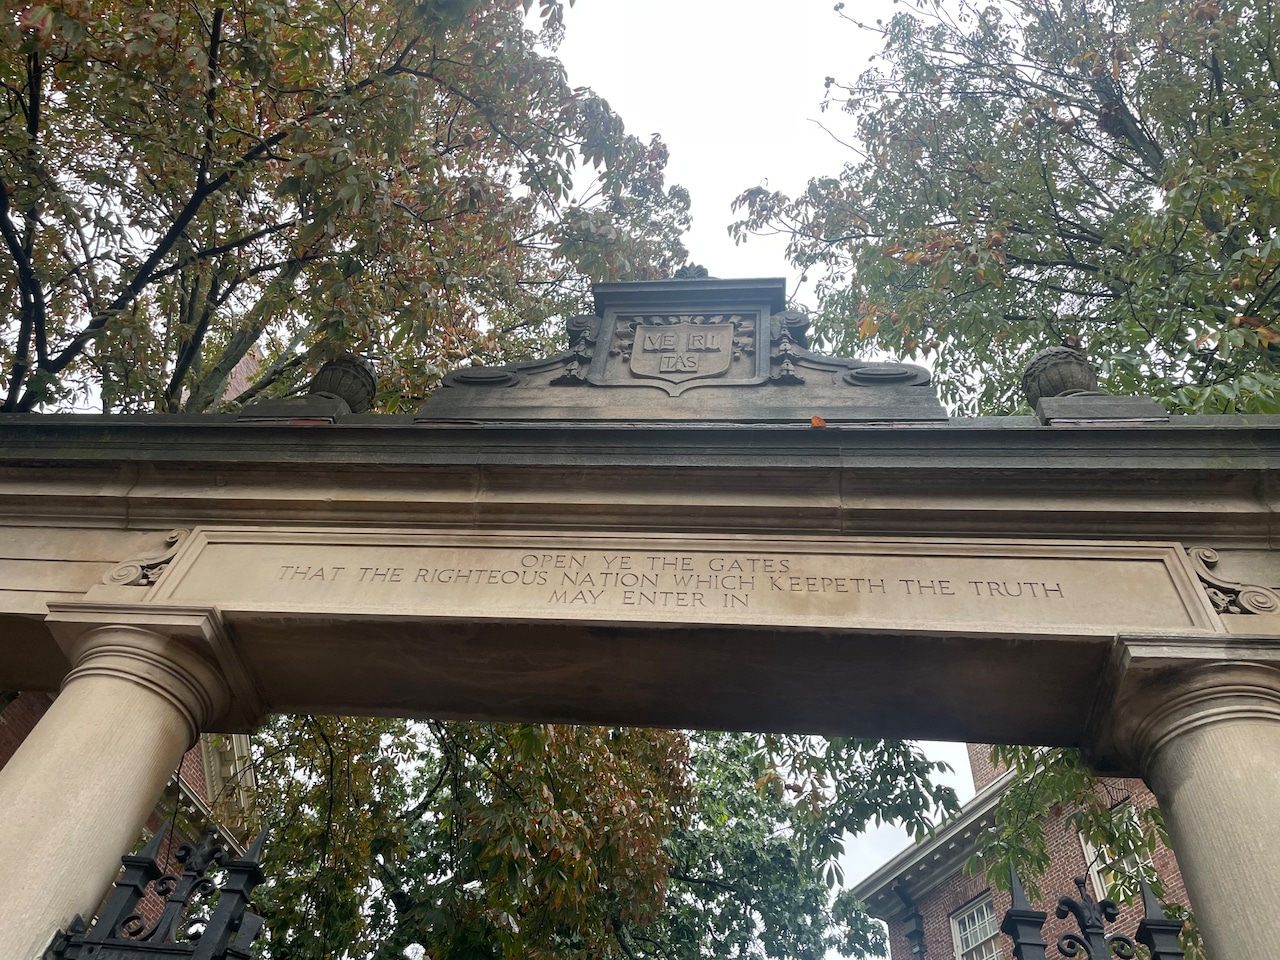 VE RI
TAS
OPEN YE THE GATES
THAT THE RIGHTEOUS NATION WHICH KEEPETH THE TRUTH
MAY ENTER IN